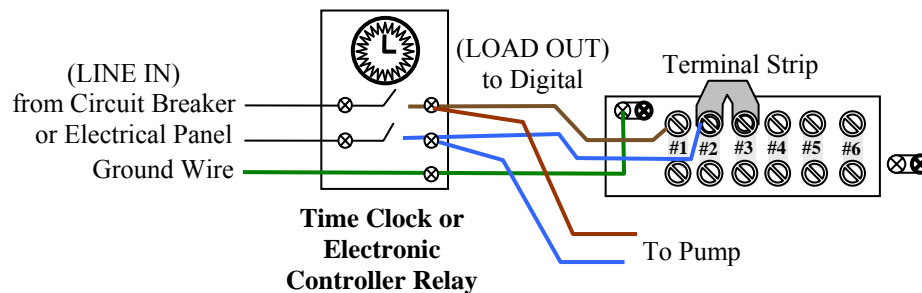 (LINE IN)
from Circuit Breaker
or Electrical Panel
Ground Wire
(LOAD OUT)
to Digital
Terminal Strip
#1 #2 #3 #4 #5 #6
Time Clock or
Electronic
Controller Relay
To Pump